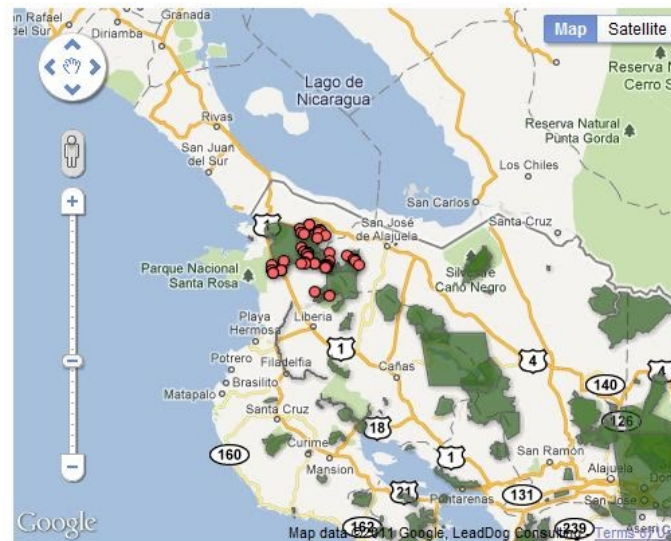 San Rafael
del Sur
Diriamba
Granada
Map
Satellite
Lago de
Nicaragua
Reserva N
Cerro S
Rivas
San Juan
del Sur
Reserva Natural
Punta Gorda
Los Chiles
San Carlos
Santa Cruz
1
San José
de Alajuela
Parque Nacional
Santa Rosa
Silvestre
Caño Negro
Playa
Hermosa
Liberia
1
4
Potrero
Filadelfia
Cañas
140
4
Brasilito
Matapalo
Santa Cruz
126
18
160
Curime
Mansion
1
San Ramón
Alajuela
21
Puntarenas
131
San José
Google
162
239
Aserri
Map data ©2011 Google, LeadDog Consulting - Terms of U